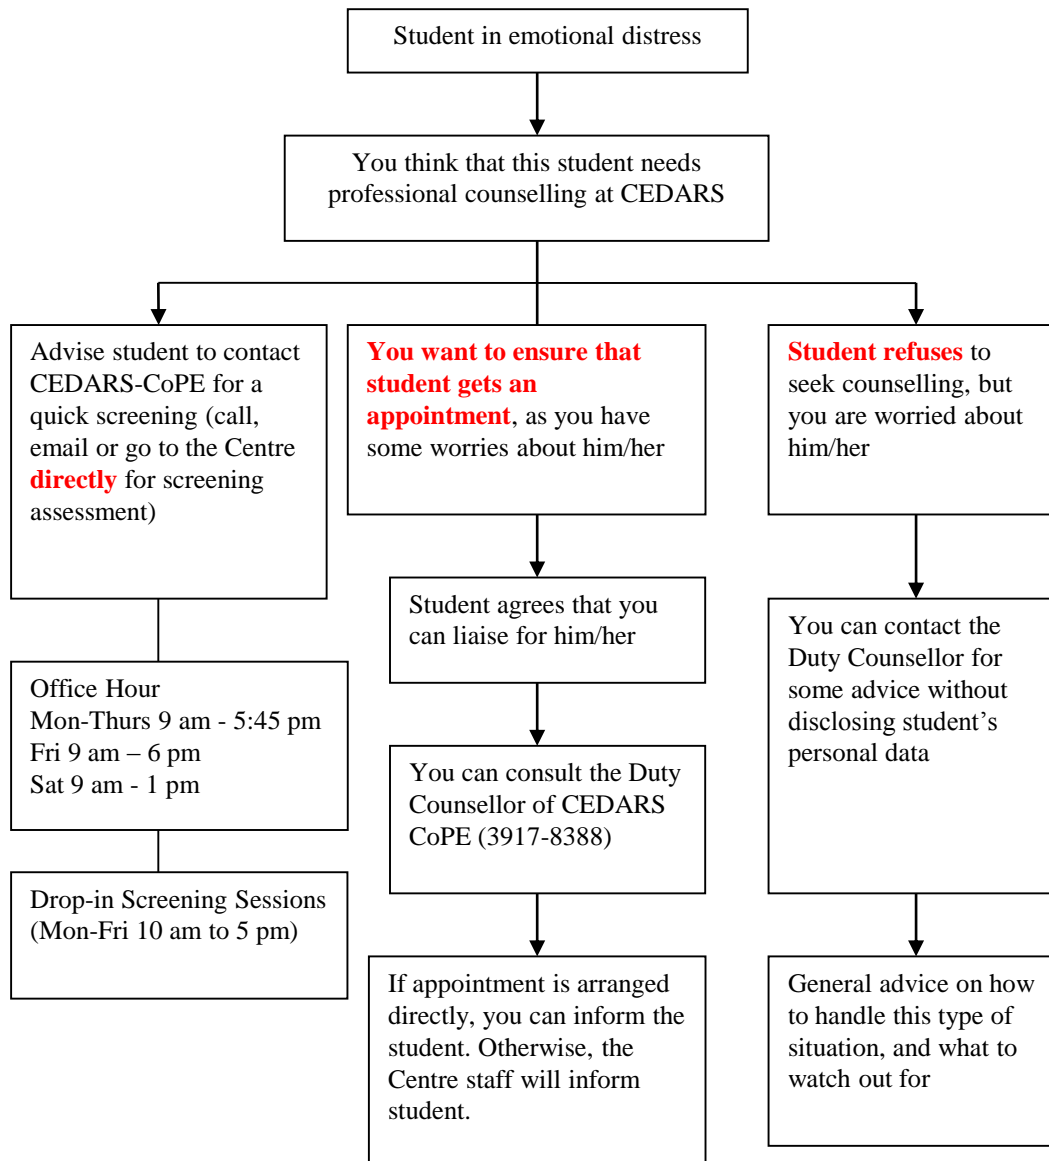 Student in emotional distress
You think that this student needs
professional counselling at CEDARS
Advise student to contact
CEDARS-CoPE for a
quick screening (call,
email or go to the Centre
directly for screening
assessment)
Office Hour
Mon-Thurs 9 am - 5:45 pm
Fri 9 am – 6 pm
Sat 9 am - 1 pm
Drop-in Screening Sessions
(Mon-Fri 10 am to 5 pm)
You want to ensure that
student gets an
appointment, as you have
some worries about him/her
Student agrees that you
can liaise for him/her
You can consult the Duty
Counsellor of CEDARS
CoPE (3917-8388)
If appointment is arranged
directly, you can inform the
student. Otherwise, the
Centre staff will inform
student.
Student refuses to
seek counselling, but
you are worried about
him/her
You can contact the
Duty Counsellor for
some advice without
disclosing student’s
personal data
General advice on how
to handle this type of
situation, and what to
watch out for